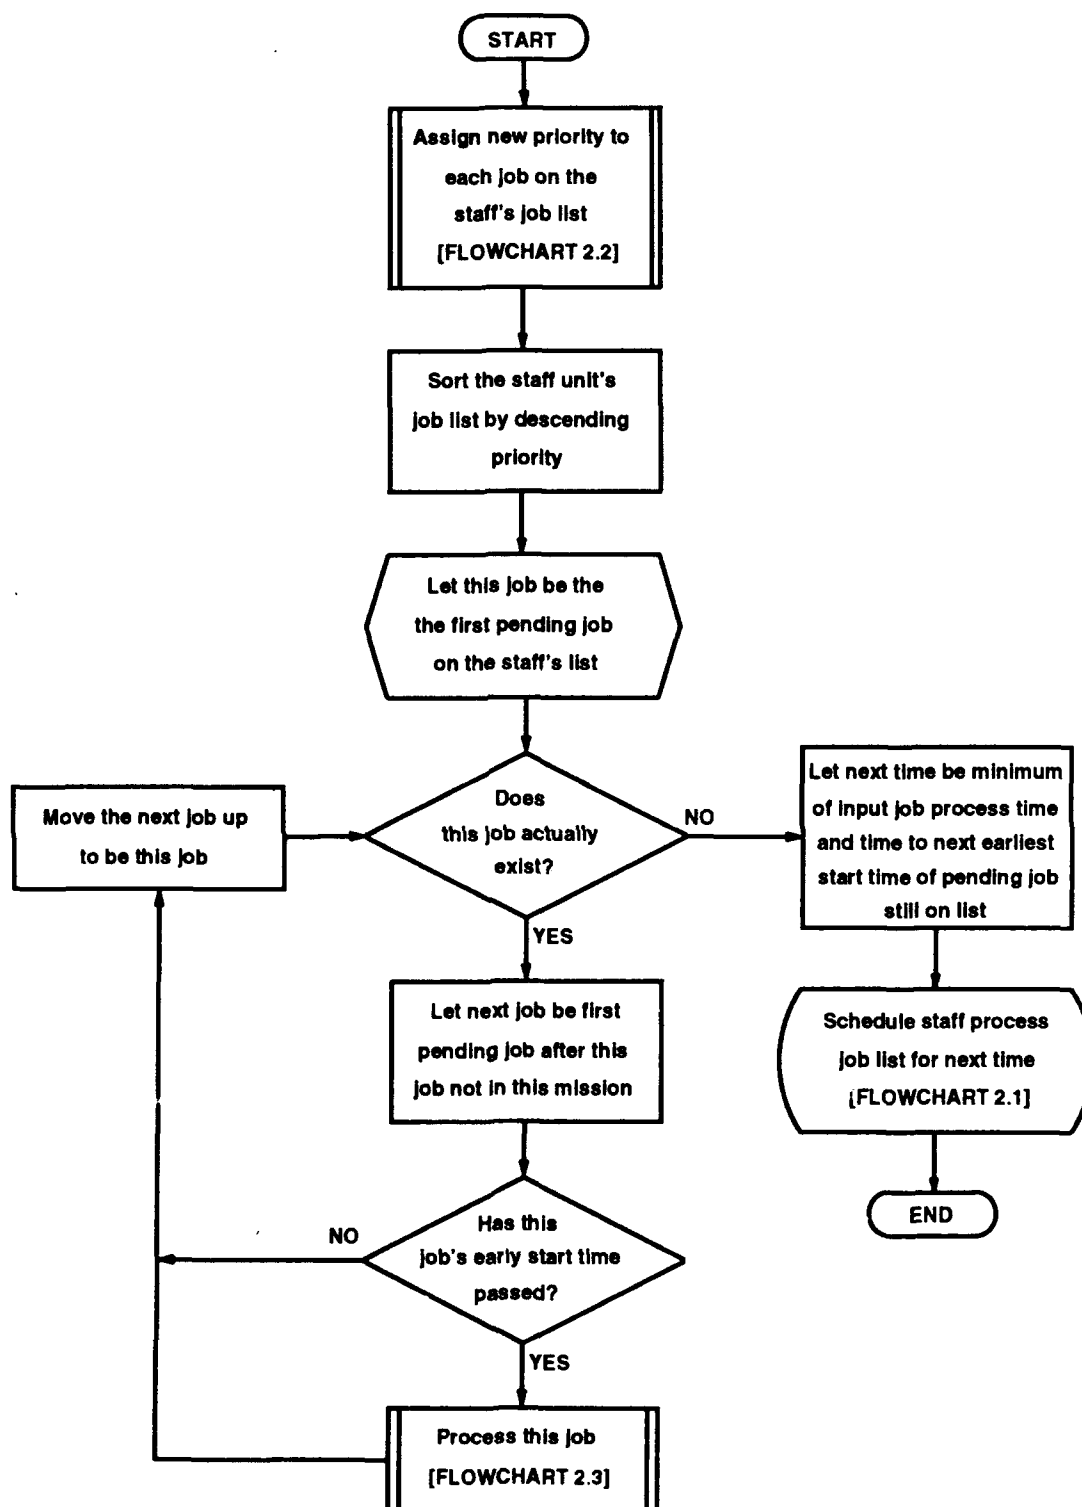 START
Assign new priority to
each job on the
staff's job list
[FLOWCHART 2.2]
Sort the staff unit's
job list by descending
priority
Let this job be the
the first pending job
on the staff's list
Does
this job actually
exist?
NO
YES
Move the next job up
to be this job
Let next time be minimum
of input job process time
and time to next earliest
start time of pending job
still on list
Let next job be first
pending job after this
job not in this mission
Schedule staff process
job list for next time
[FLOWCHART 2.1]
END
Has this
job's early start time
passed?
NO
YES
Process this job
[FLOWCHART 2.3]